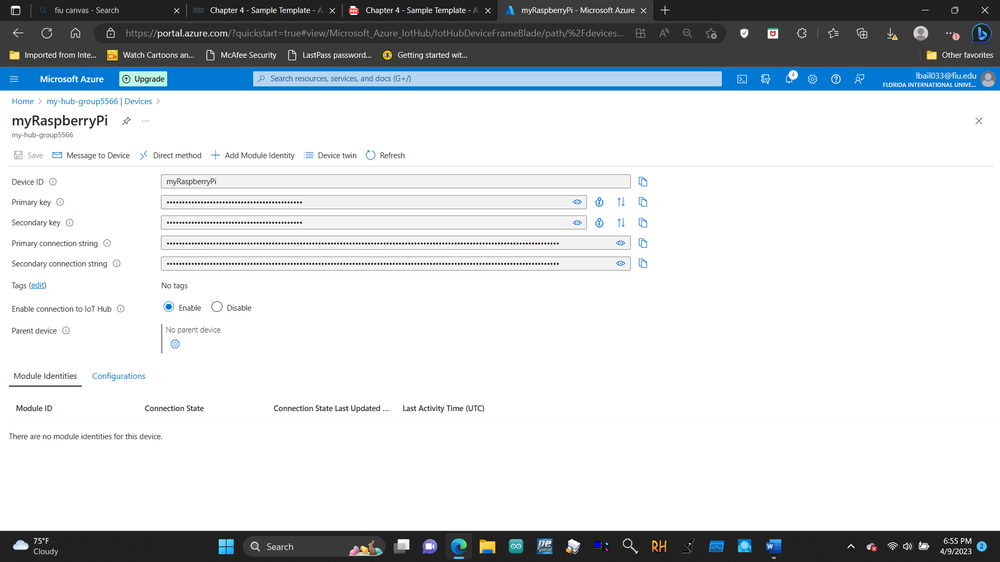 fiu canvas - Search
Chapter 4 - Sample Template - A
Chapter 4 - Sample Template - A
myRaspberryPi - Microsoft Azure
https://portal.azure.com/?quickstart=true#view/Microsoft_Azure_IotHub/IotHubDeviceFrameBlade/path/%2Fdevices...
Imported from Inte...
Watch Cartoons an...
McAfee Security
LastPass password...
Getting started wit...
Other favorites
Microsoft Azure
Upgrade
Search resources, services, and docs (G+/)
4
lbail033@fiu.edu
FLORIDA INTERNATIONAL UNIVE...
Home > my-hub-group5566 | Devices >
myRaspberryPi
my-hub-group5566
Save
Message to Device
Direct method
Add Module Identity
Device twin
Refresh
Device ID
myRaspberryPi
Primary key
Secondary key
Primary connection string
Secondary connection string
Tags (edit)
No tags
Enable connection to IoT Hub
Enable
Disable
Parent device
No parent device
Module Identities
Configurations
Module ID
Connection State
Connection State Last Updated ...
Last Activity Time (UTC)
There are no module identities for this device.
75°F
Cloudy
Search
RH
6:55 PM
4/9/2023
2